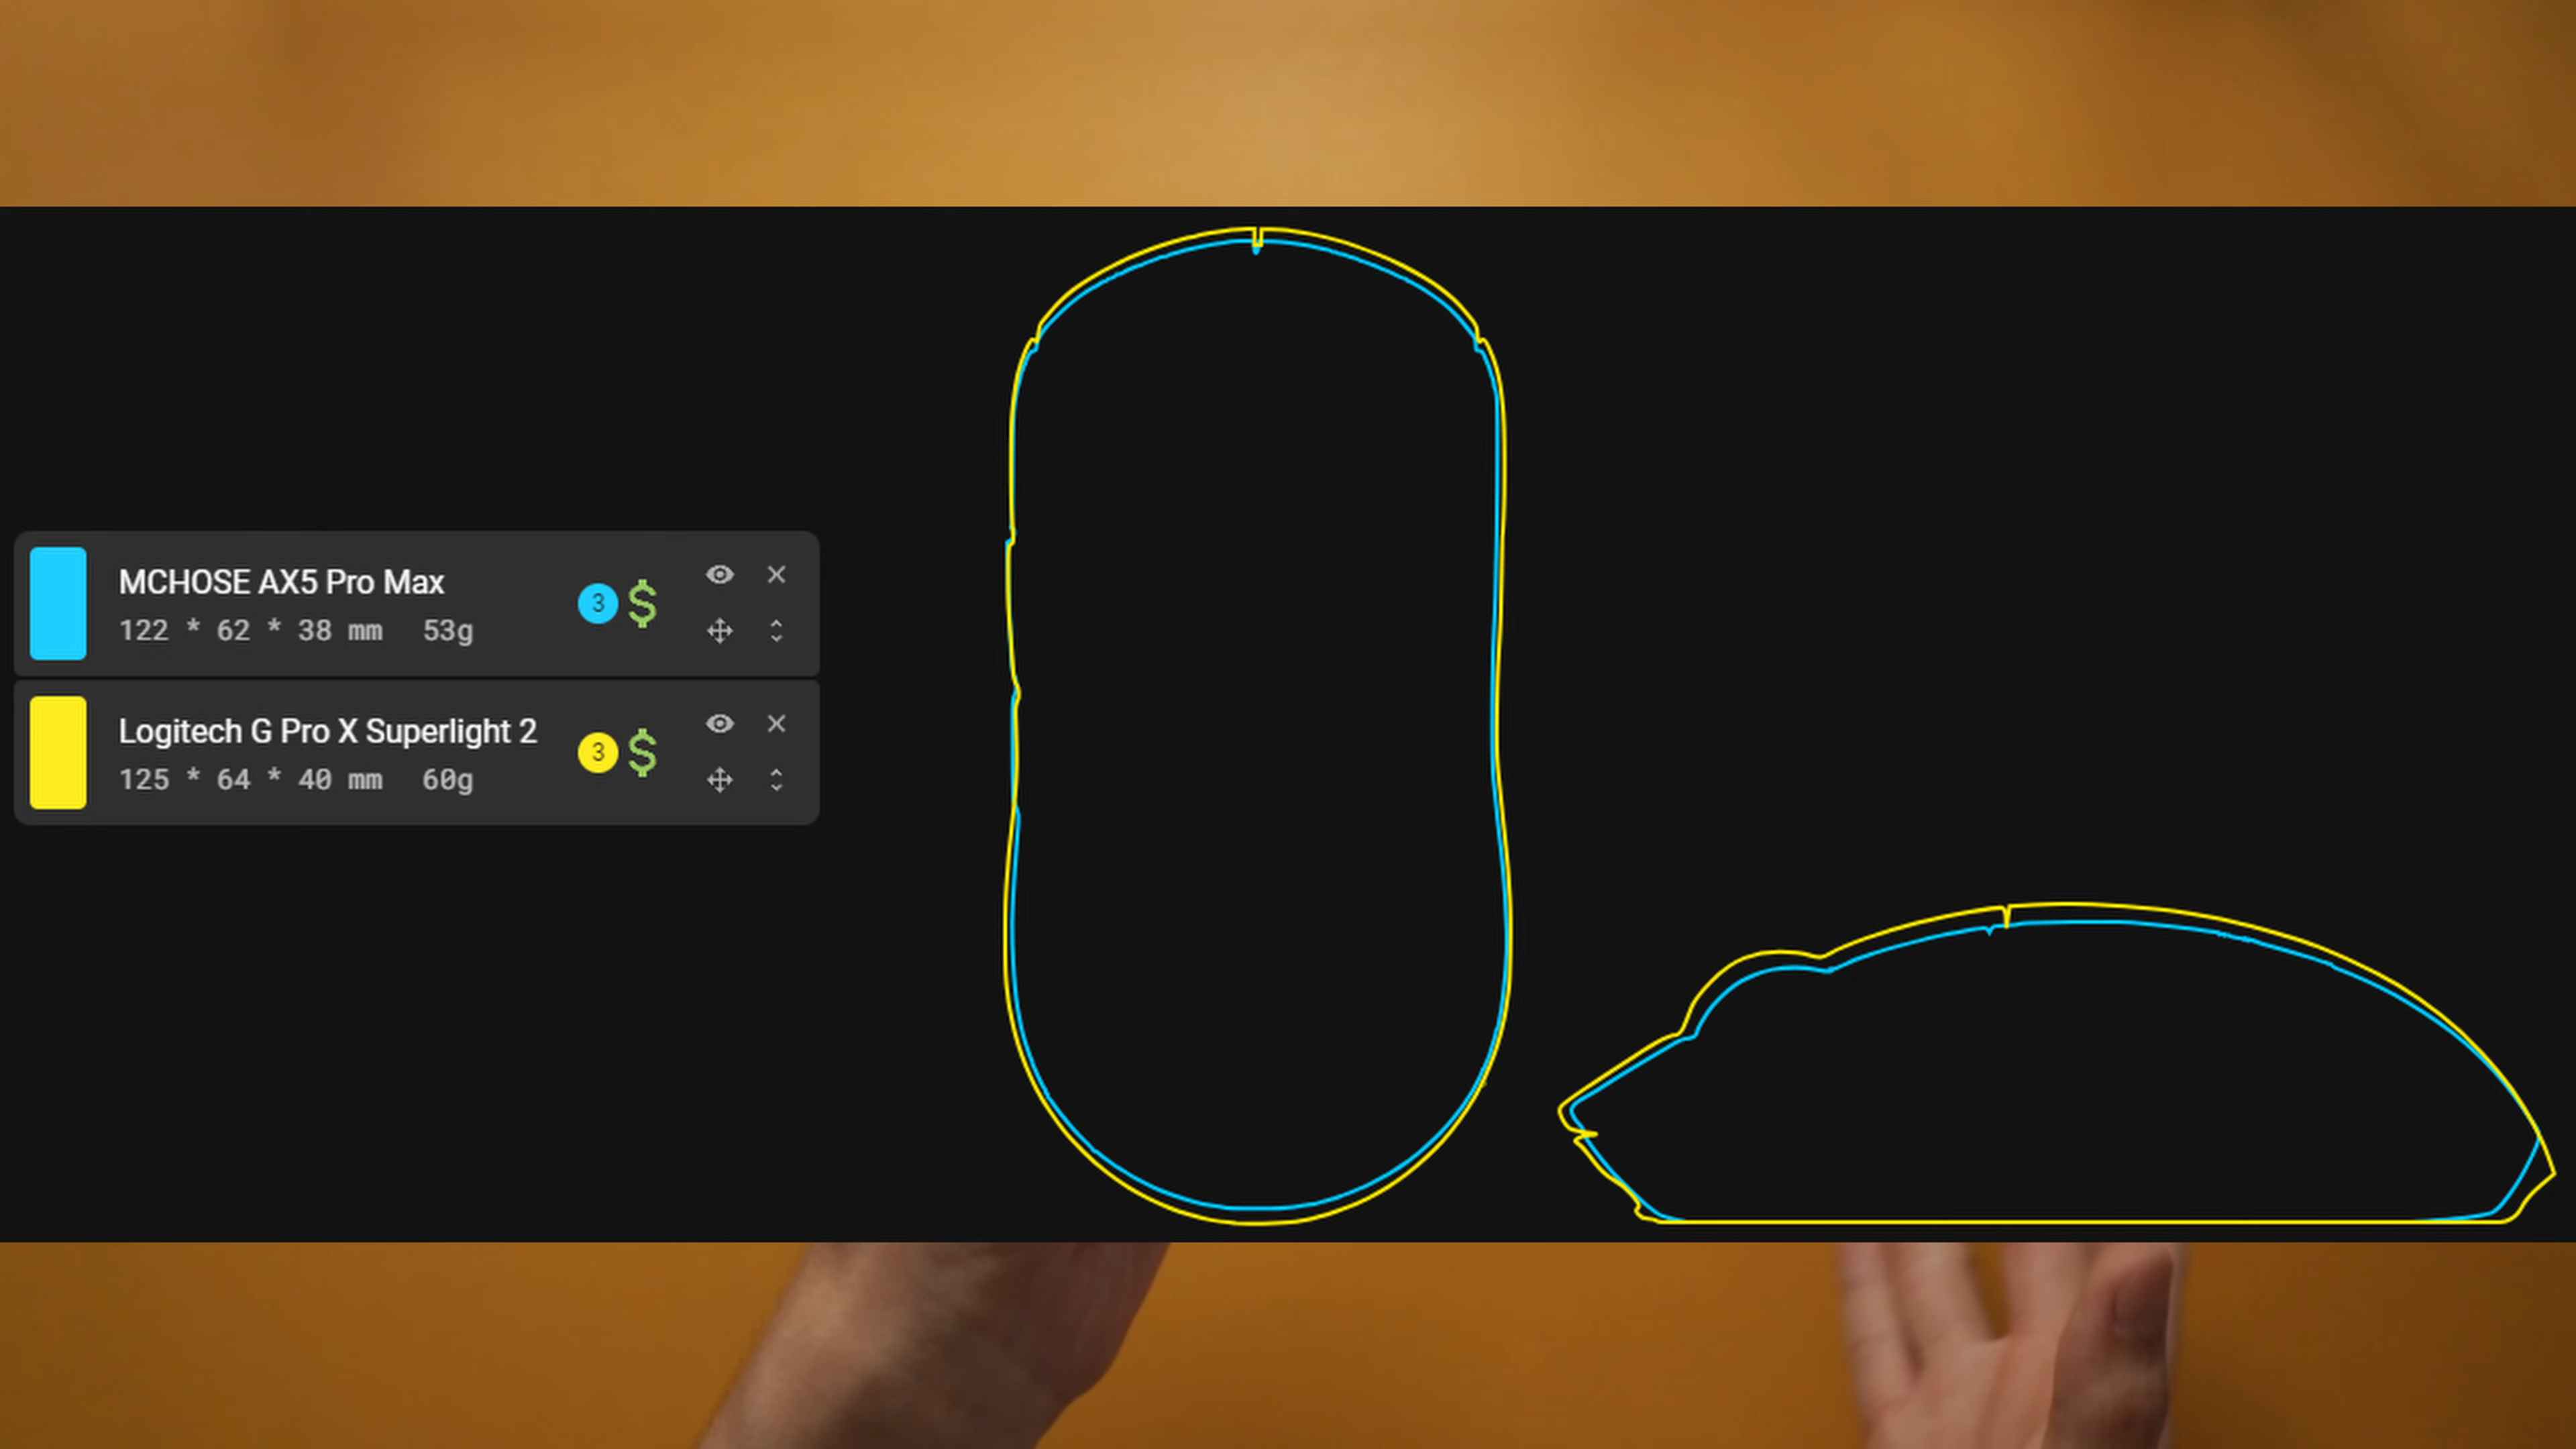 MCHOSE AX5 Pro Max
122 * 62 * 38 mm 53g
3 $
Logitech G Pro X Superlight 2
125 * 64 * 40 mm 60g
3 $